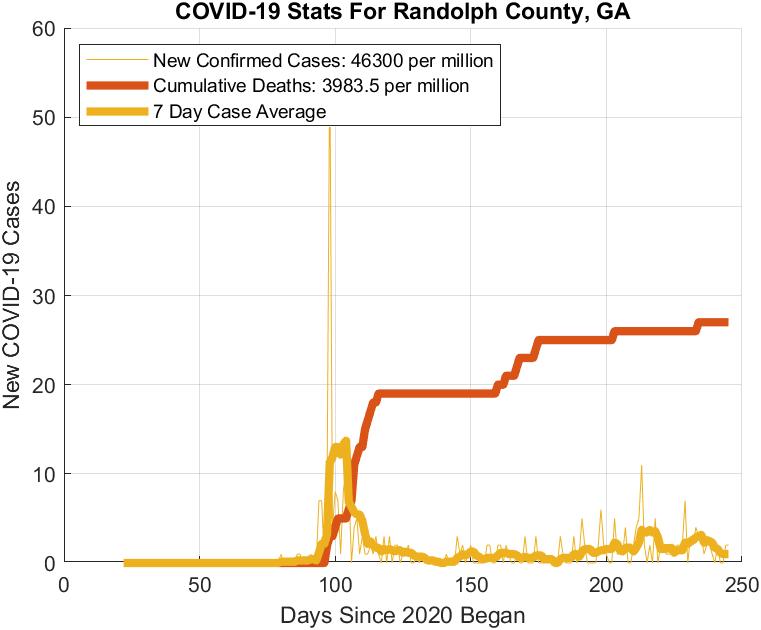 COVID-19 Stats For Randolph County, GA
60
New Confirmed Cases: 46300 per million
Cumulative Deaths: 3983.5 per million
7 Day Case Average
50
40
30
20
10
0
New COVID-19 Cases
0 50 100 150 200 250
Days Since 2020 Began